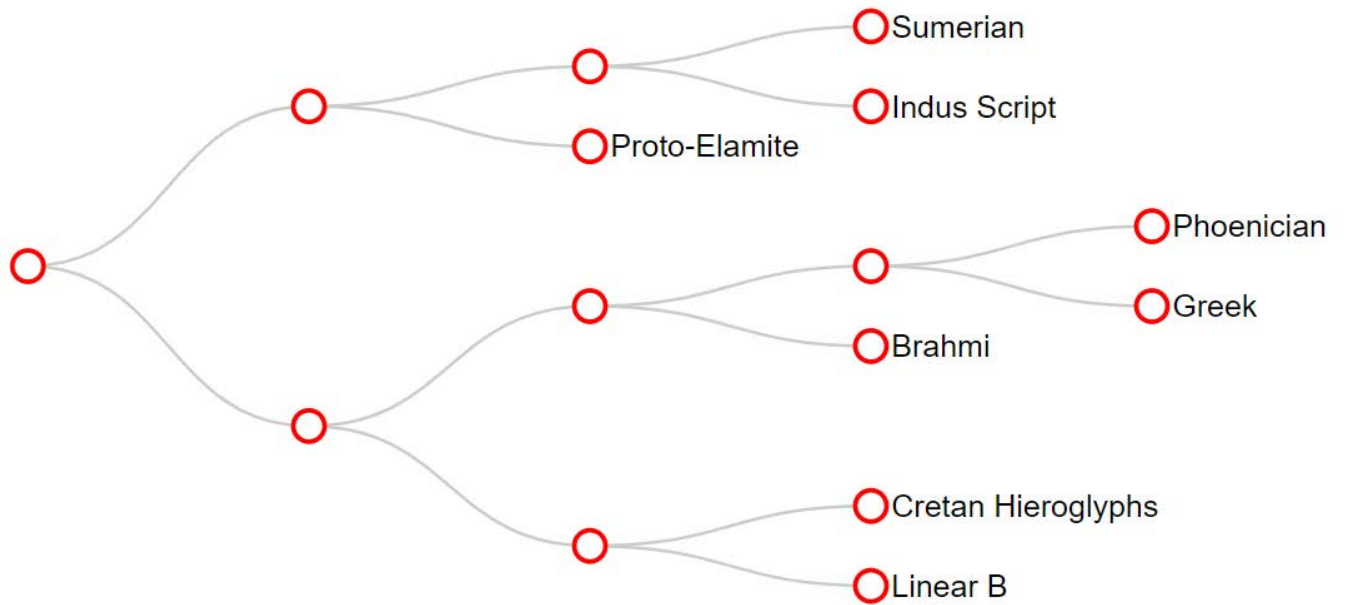 Sumerian
Indus Script
Proto-Elamite
Phoenician
Greek
Brahmi
Cretan Hieroglyphs
Linear B